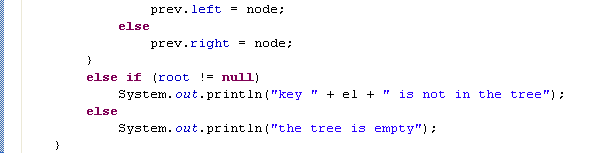 prev.left = node;
else
prev.right = node;
}
else if (root != null)
System.out.println("key " + el + " is not in the tree");
else
System.out.println("the tree is empty");
}